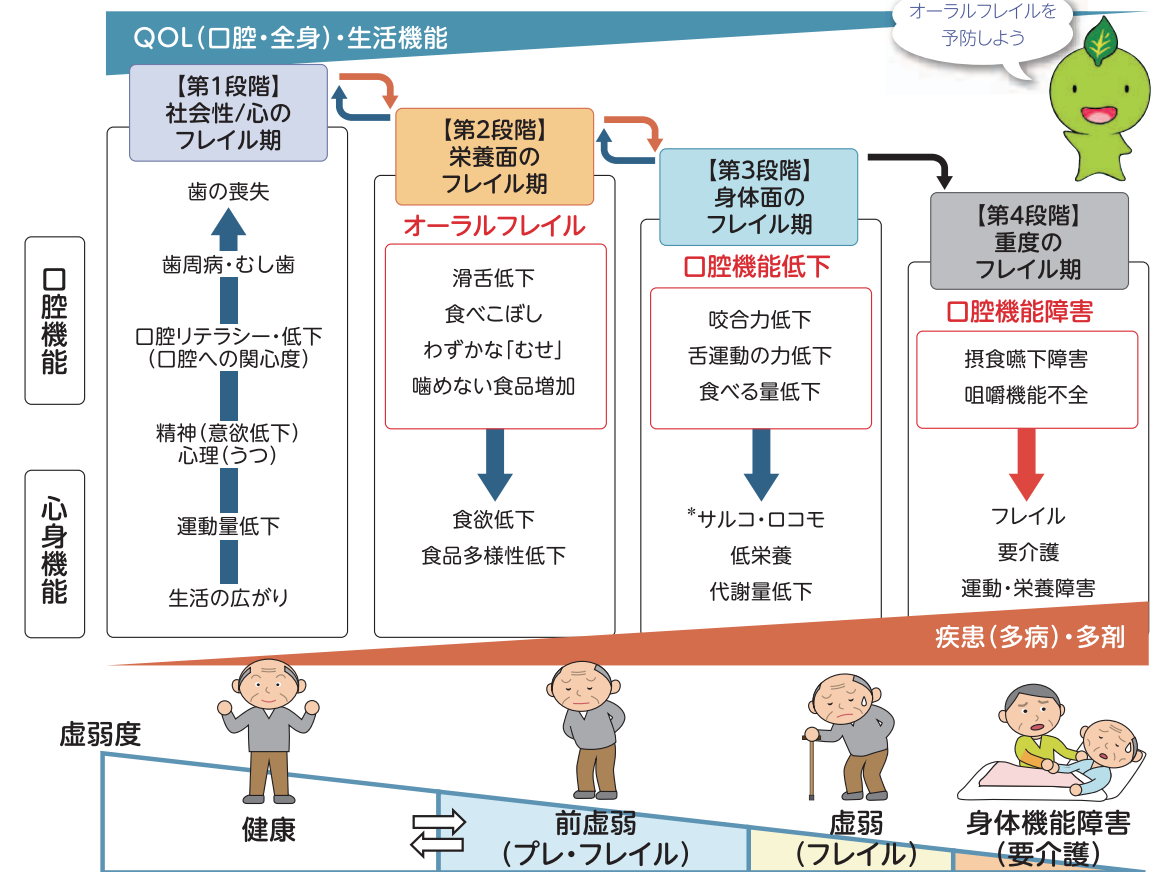 オーラルフレイルを
予防しよう
QOL(口腔・全身)・生活機能
【第1段階】
社会性/心の
フレイル期
歯の喪失
歯周病・むし歯
口腔リテラシー・低下
(口腔への関心度)
精神(意欲低下)
心理(うつ)
運動量低下
生活の広がり
【第2段階】
栄養面の
フレイル期
オーラルフレイル
滑舌低下
食べこぼし
わずかな「むせ」
噛めない食品増加
食欲低下
食品多様性低下
【第3段階】
身体面の
フレイル期
口腔機能低下
咬合力低下
舌運動の力低下
食べる量低下
*サルコ・ロコモ
低栄養
代謝量低下
【第4段階】
重度の
フレイル期
口腔機能障害
摂食嚥下障害
咀嚼機能不全
フレイル
要介護
運動・栄養障害
口腔機能
心身機能
疾患(多病)・多剤
虚弱度
健康
前虚弱
(プレ・フレイル)
虚弱
(フレイル)
身体機能障害
(要介護)